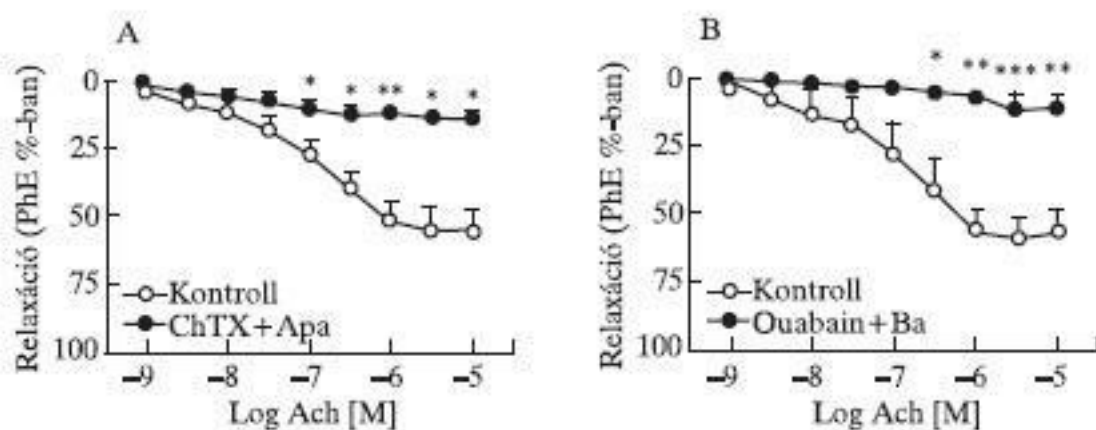 A
Relaxáció (PhE %-ban)
0
25
50
75
100
* * ** * *
Kontroll
ChTX+Apa
–9 –8 –7 –6 –5
Log Ach [M]
B
Relaxáció (PhE %-ban)
0
25
50
75
100
* ** *** **
Kontroll
Ouabain+Ba
–9 –8 –7 –6 –5
Log Ach [M]